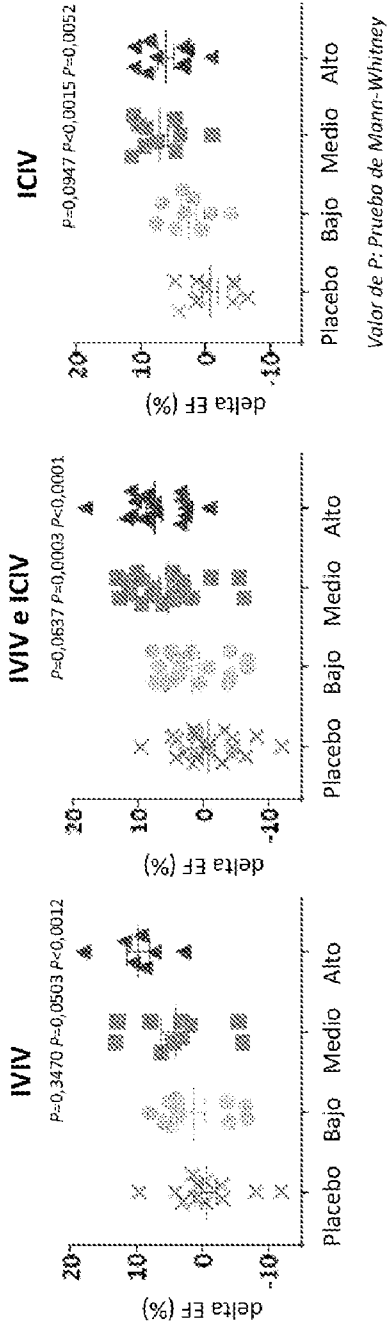 IVIV
P=0,3470 P=0,0503 P<0,0012
delta EF (%)
20
10
0
-10
Placebo Bajo Medio Alto
IVIV e ICIV
P=0,0637 P=0,0003 P<0,0001
delta EF (%)
20
10
0
-10
Placebo Bajo Medio Alto
ICIV
P=0,0947 P<0,0015 P=0,0052
delta EF (%)
20
10
0
-10
Placebo Bajo Medio Alto
Valor de P: Prueba de Mann-Whitney